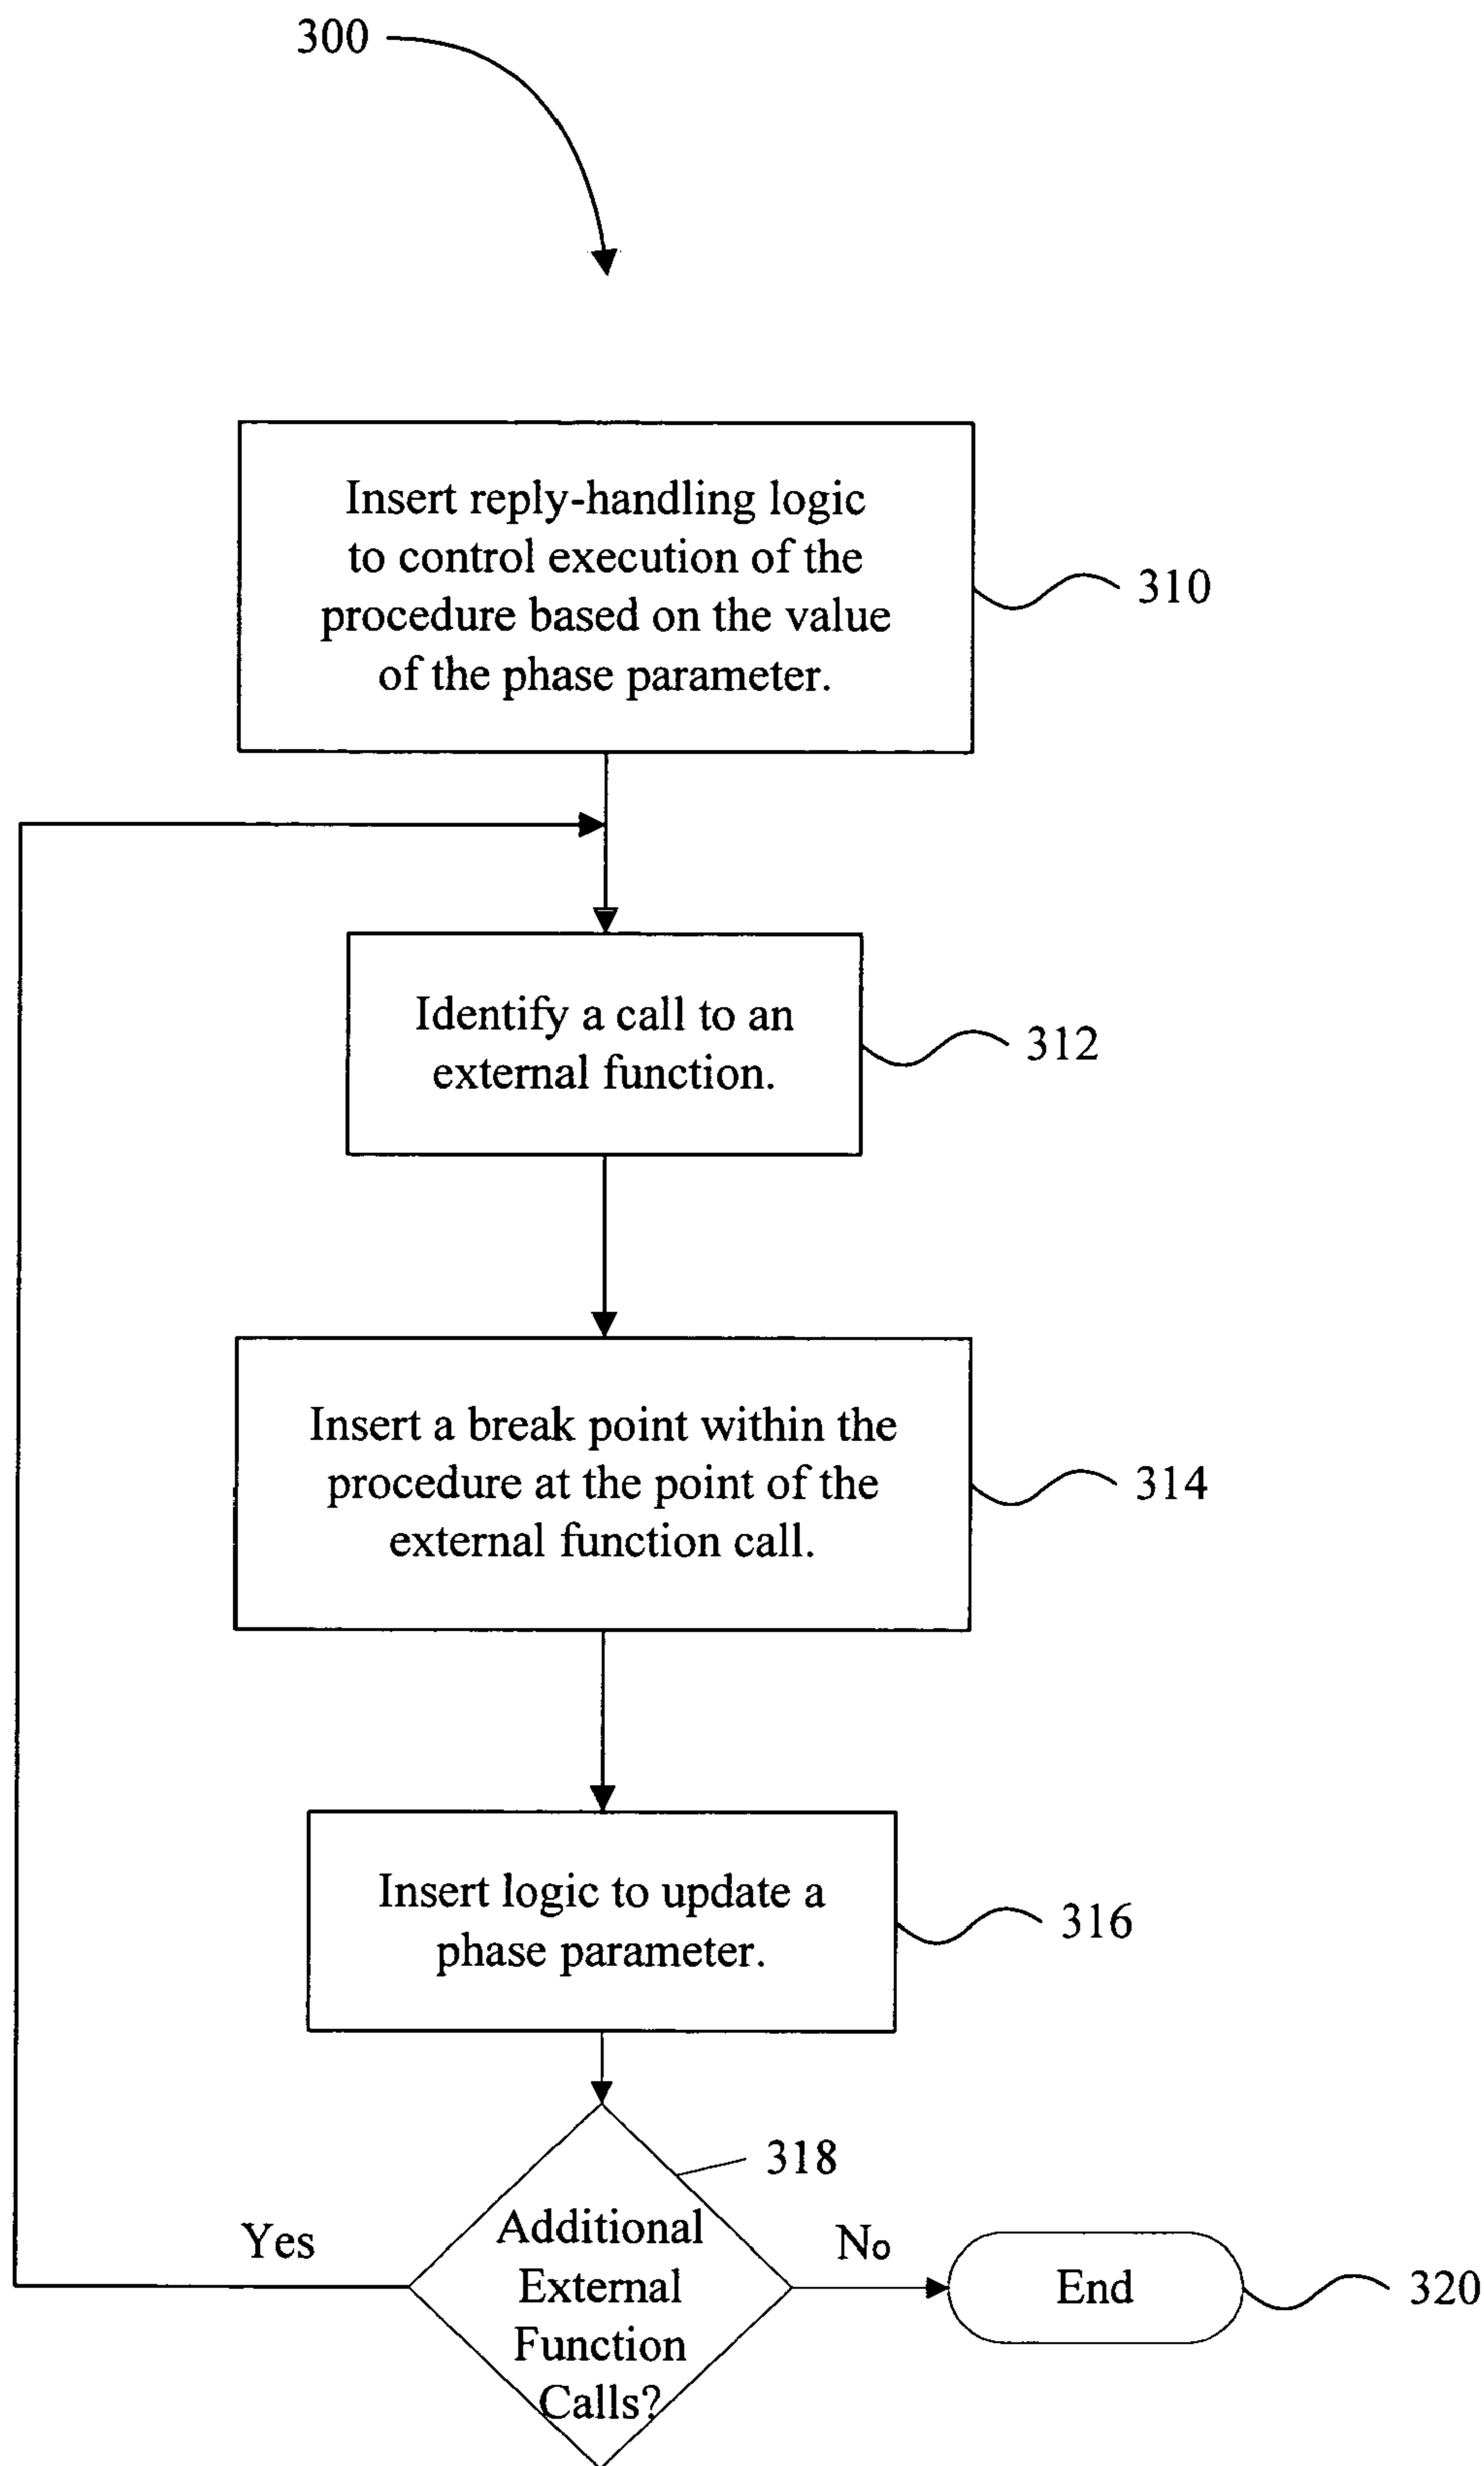 300
Insert reply-handling logic
to control execution of the
procedure based on the value
of the phase parameter.
310
Identify a call to an
external function.
312
Insert a break point within the
procedure at the point of the
external function call.
314
Insert logic to update a
phase parameter.
316
318
Additional
External
Function
Calls?
Yes
No
End
320